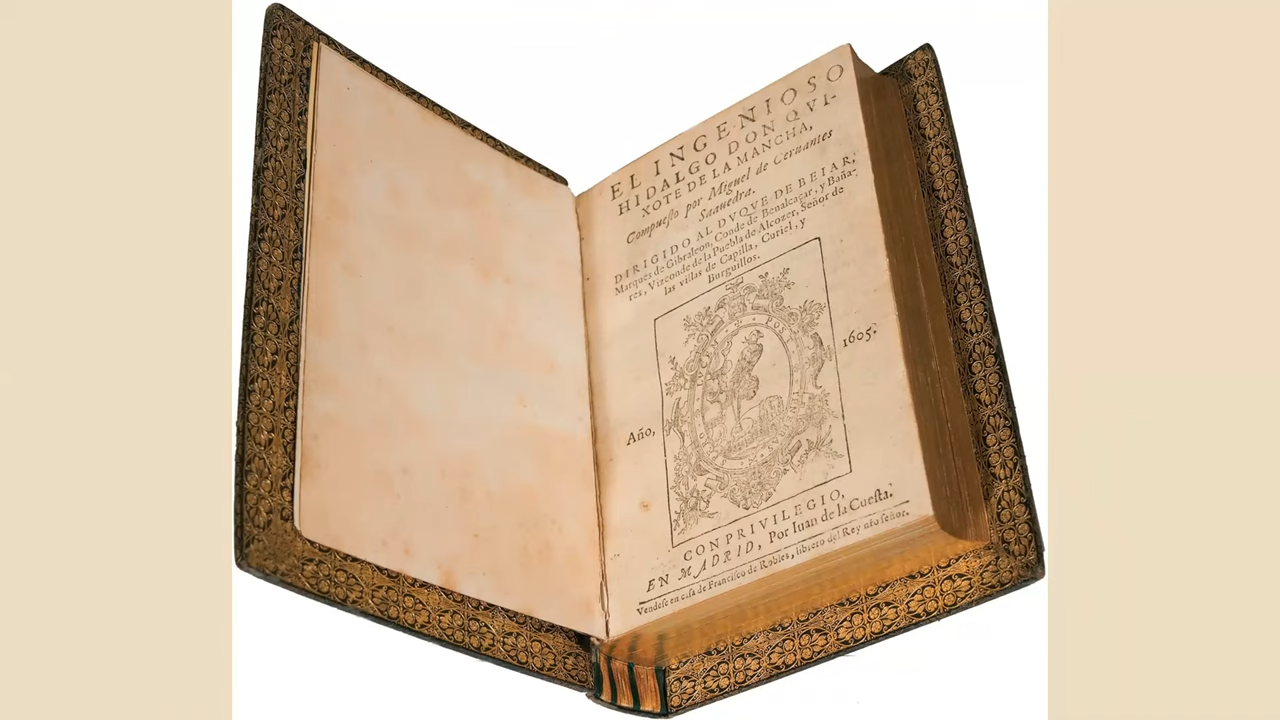 EL INGENIOSO
HIDALGO DON QVI-
XOTE DE LA MANCHA,
Compueſto por Miguel de Ceruantes
Saauedra.
DIRIGIDO AL DVQVE DE BEIAR,
Marques de Gibraleon, Conde de Benalcaçar, y Baña-
res, Vizconde de la Puebla de Alcozer, Señor de
las villas de Capilla, Curiel, y
Burguillos.
POS
Año, 1605.
CON PRIVILEGIO,
EN MADRID, Por Iuan de la Cueſta.
Vendeſe en caſa de Franciſco de Robles, librero del Rey nr̃o ſeñor.